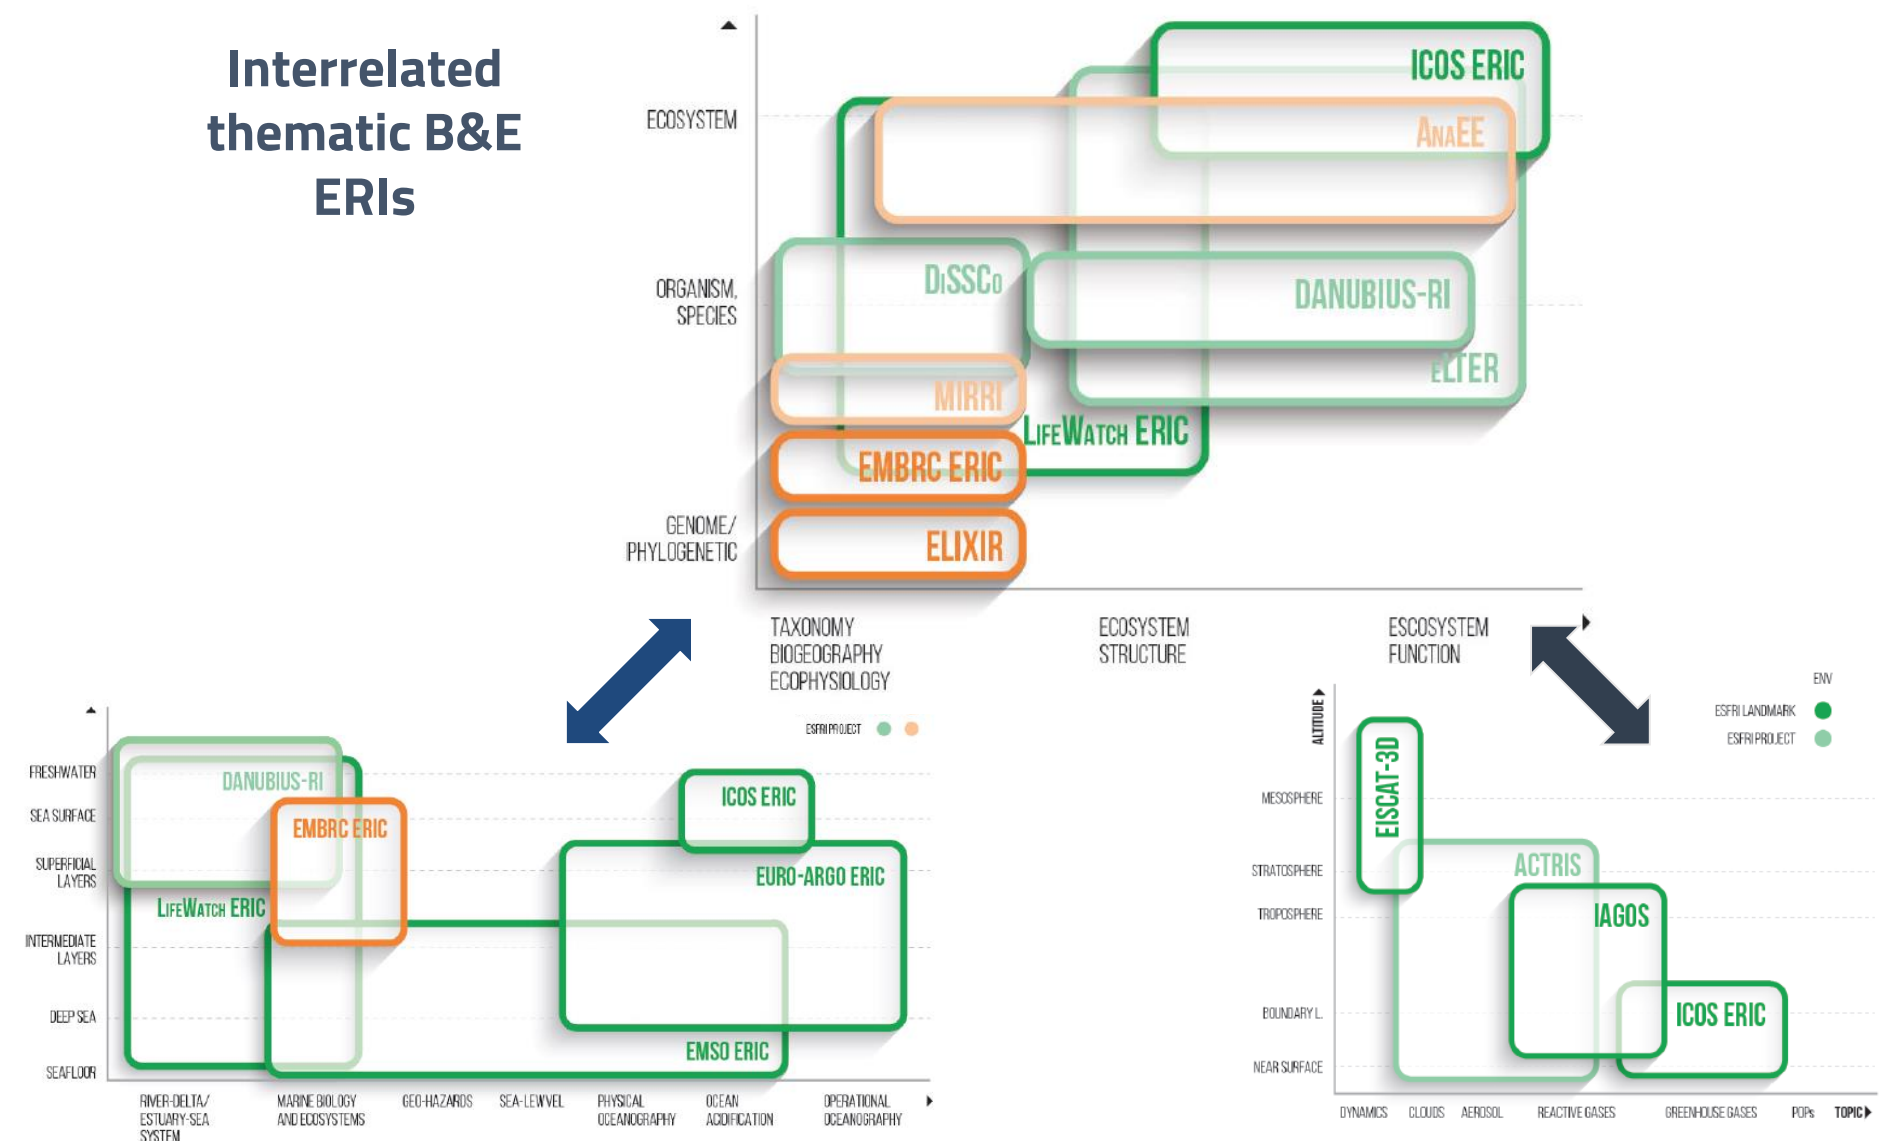 Interrelated
thematic B&E
ERIs
ICOS ERIC
ECOSYSTEM
AnaEE
DiSSCo
ORGANISM,
SPECIES
DANUBIUS-RI
eLTER
MIRRI
LifeWatch ERIC
EMBRC ERIC
GENOME/
PHYLOGENETIC
ELIXIR
TAXONOMY
BIOGEOGRAPHY
ECOPHYSIOLOGY
ECOSYSTEM
STRUCTURE
ESCOSYSTEM
FUNCTION
ESFRI PROJECT
FRESHWATER
SEA SURFACE
SUPERFICIAL
LAYERS
INTERMEDIATE
LAYERS
DEEP SEA
SEAFLOOR
DANUBIUS-RI
EMBRC ERIC
ICOS ERIC
EURO-ARGO ERIC
LifeWatch ERIC
EMSO ERIC
RIVER-DELTA/
ESTUARY-SEA
SYSTEM
MARINE BIOLOGY
AND ECOSYSTEMS
GEO-HAZARDS
SEA-LEWVEL
PHYSICAL
OCEANOGRAPHY
OCEAN
ACIDIFICATION
OPERATIONAL
OCEANOGRAPHY
ENV
ESFRI LANDMARK
ESFRI PROJECT
ALTITUDE
MESOSPHERE
STRATOSPHERE
TROPOSPHERE
BOUNDARY L.
NEAR SURFACE
EISCAT-3D
ACTRIS
IAGOS
ICOS ERIC
DYNAMICS
CLOUDS
AEROSOL
REACTIVE GASES
GREENHOUSE GASES
POPs
TOPIC